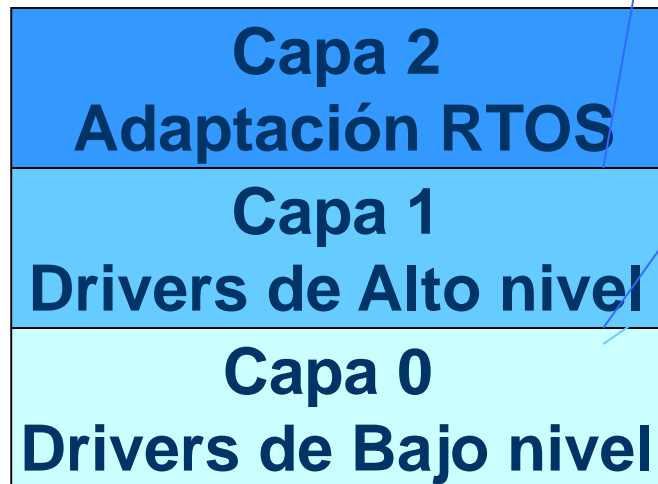 Capa 2
Adaptación RTOS
Capa 1
Drivers de Alto nivel
Capa 0
Drivers de Bajo nivel